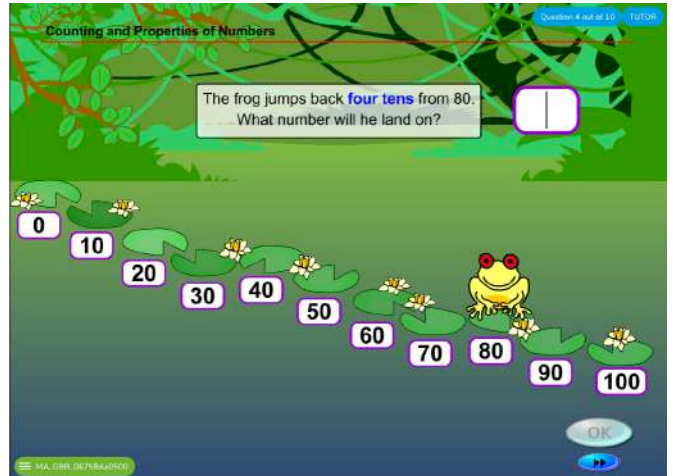 Question 4 out of 10
TUTOR
Counting and Properties of Numbers
The frog jumps back four tens from 80.
What number will he land on?
0
10
20
30
40
50
60
70
80
90
100
OK